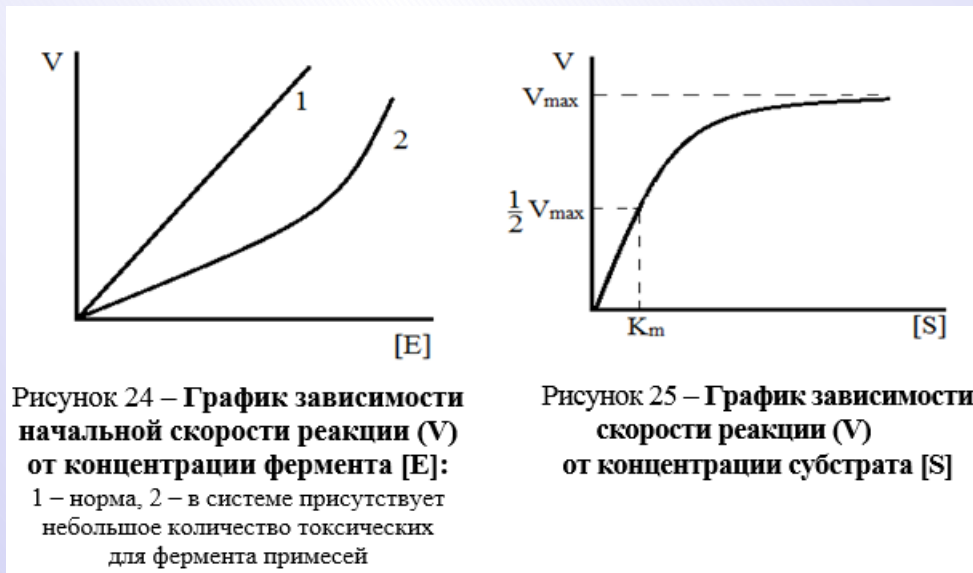 V
1
2
[E]
Рисунок 24 – График зависимости
начальной скорости реакции (V)
от концентрации фермента [E]:
1 – норма, 2 – в системе присутствует
небольшое количество токсических
для фермента примесей
V
Vmax
1/2 Vmax
Km
[S]
Рисунок 25 – График зависимости
скорости реакции (V)
от концентрации субстрата [S]